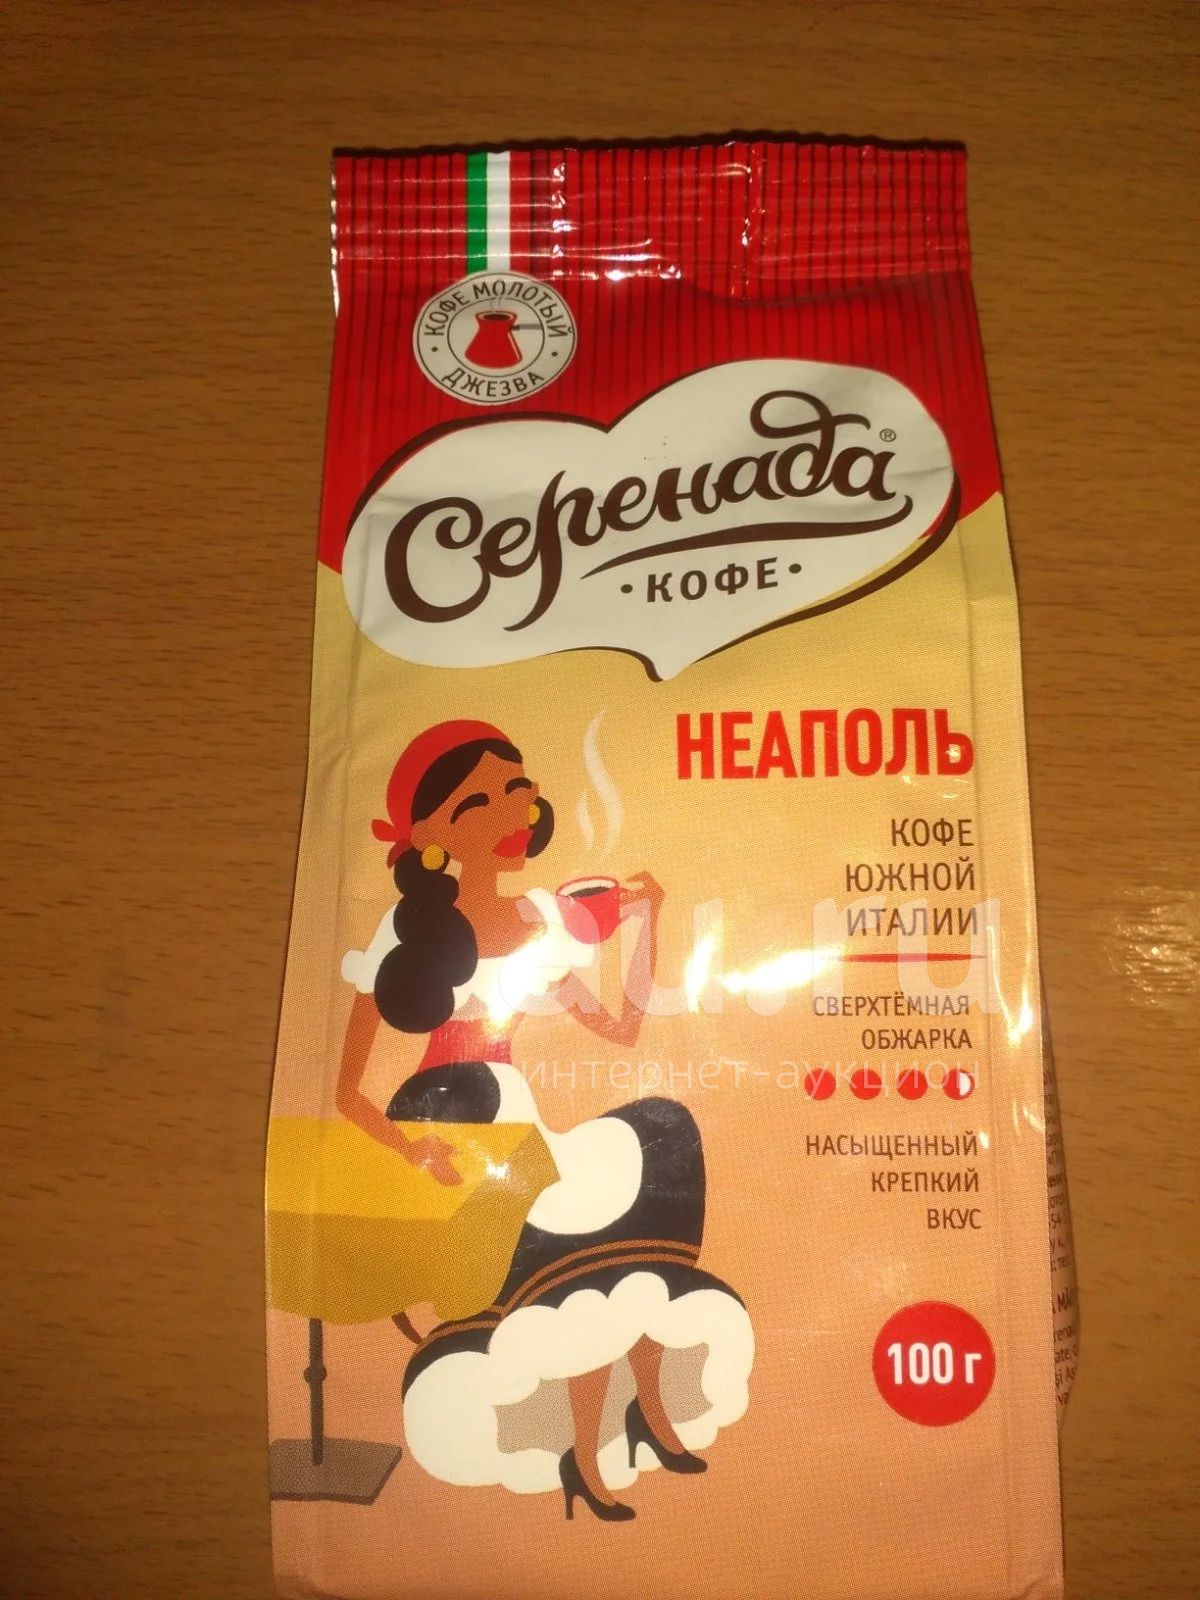 КОФЕ МОЛОТЫЙ
ДЖЕЗВА
Серенада®
• КОФЕ •
НЕАПОЛЬ
КОФЕ
ЮЖНОЙ
ИТАЛИИ
au.ru
СВЕРХТЁМНАЯ
ОБЖАРКА
интернет-аукцион
НАСЫЩЕННЫЙ
КРЕПКИЙ
ВКУС
100 г